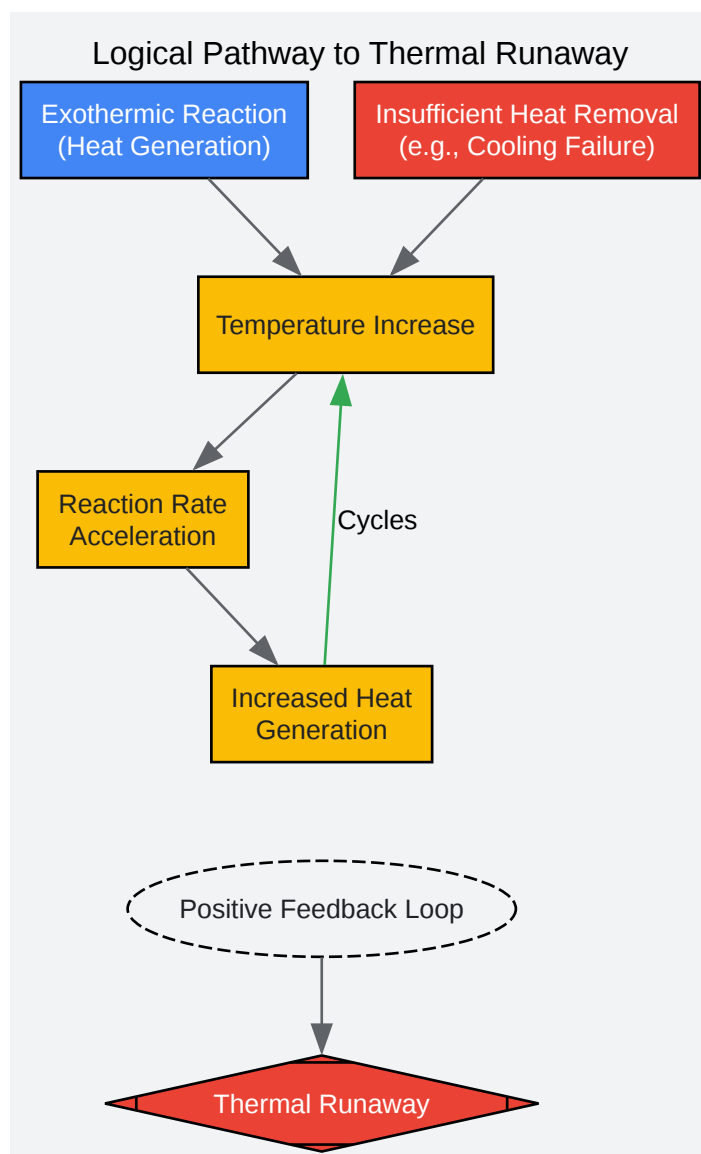 Logical Pathway to Thermal Runaway
Exothermic Reaction
(Heat Generation)
Insufficient Heat Removal
(e.g., Cooling Failure)
Temperature Increase
Reaction Rate
Acceleration
Cycles
Increased Heat
Generation
Positive Feedback Loop
Thermal Runaway